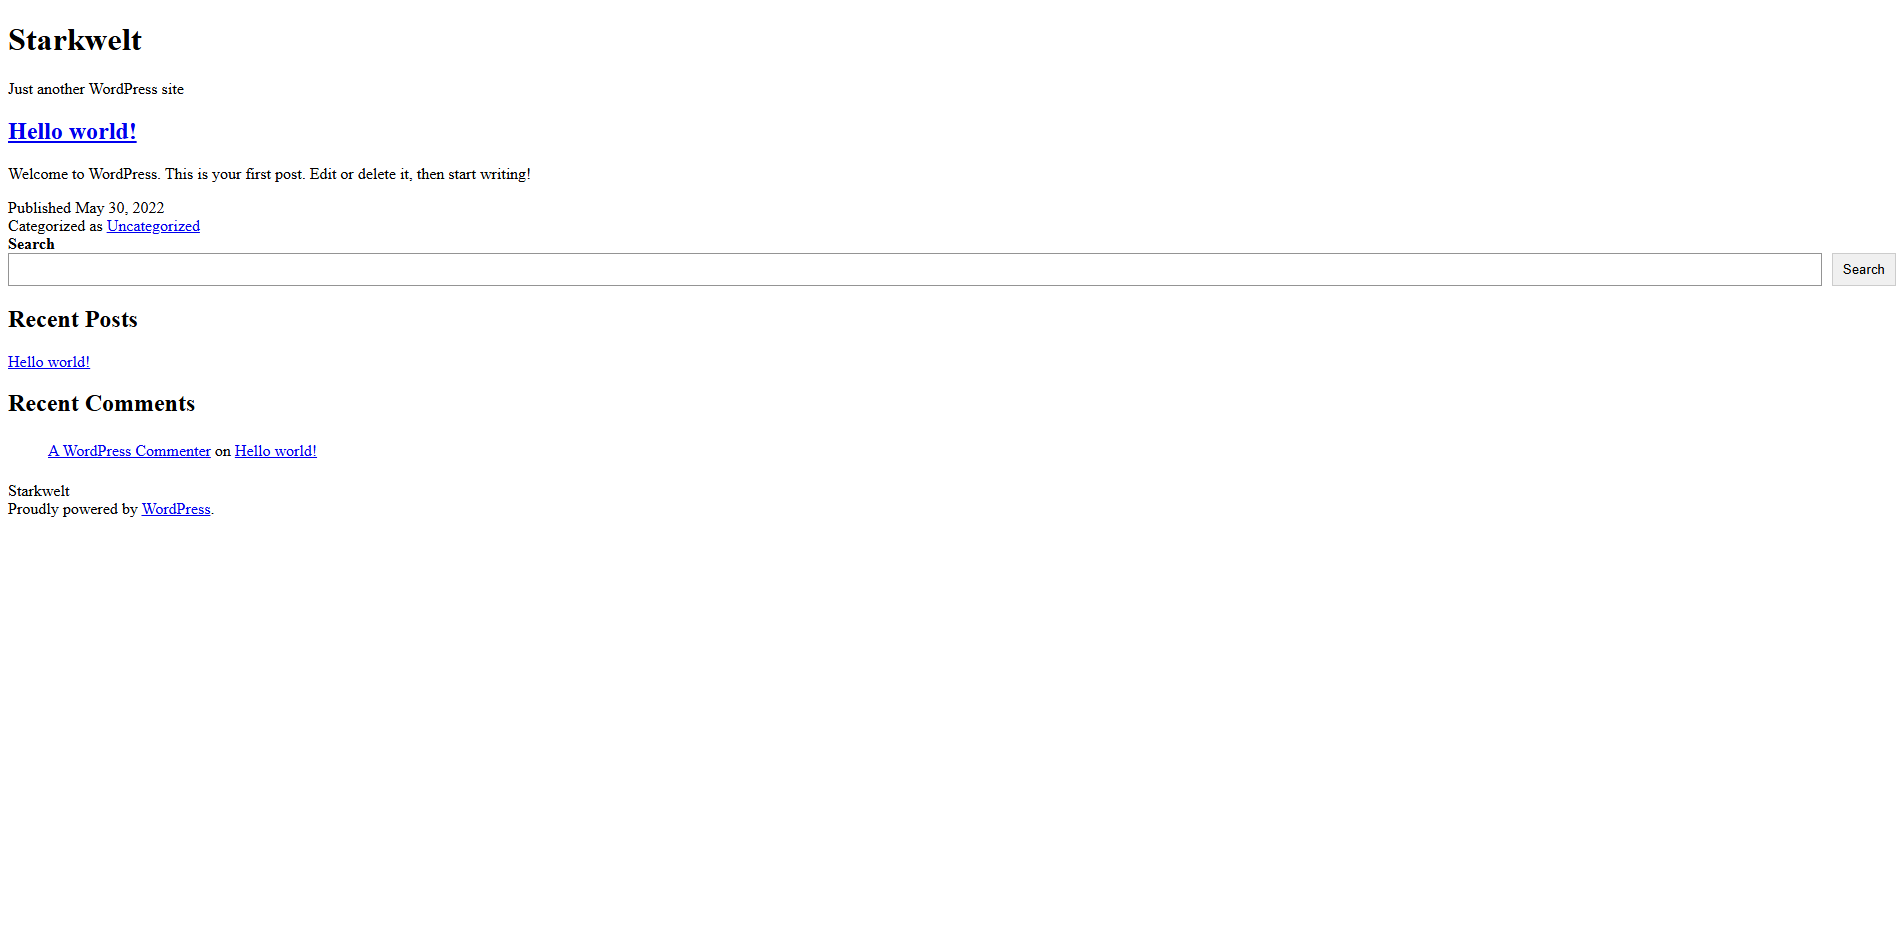 Starkwelt
Just another WordPress site
Hello world!
Welcome to WordPress. This is your first post. Edit or delete it, then start writing!
Published May 30, 2022
Categorized as Uncategorized
Search
Search
Recent Posts
Hello world!
Recent Comments
A WordPress Commenter on Hello world!
Starkwelt
Proudly powered by WordPress.